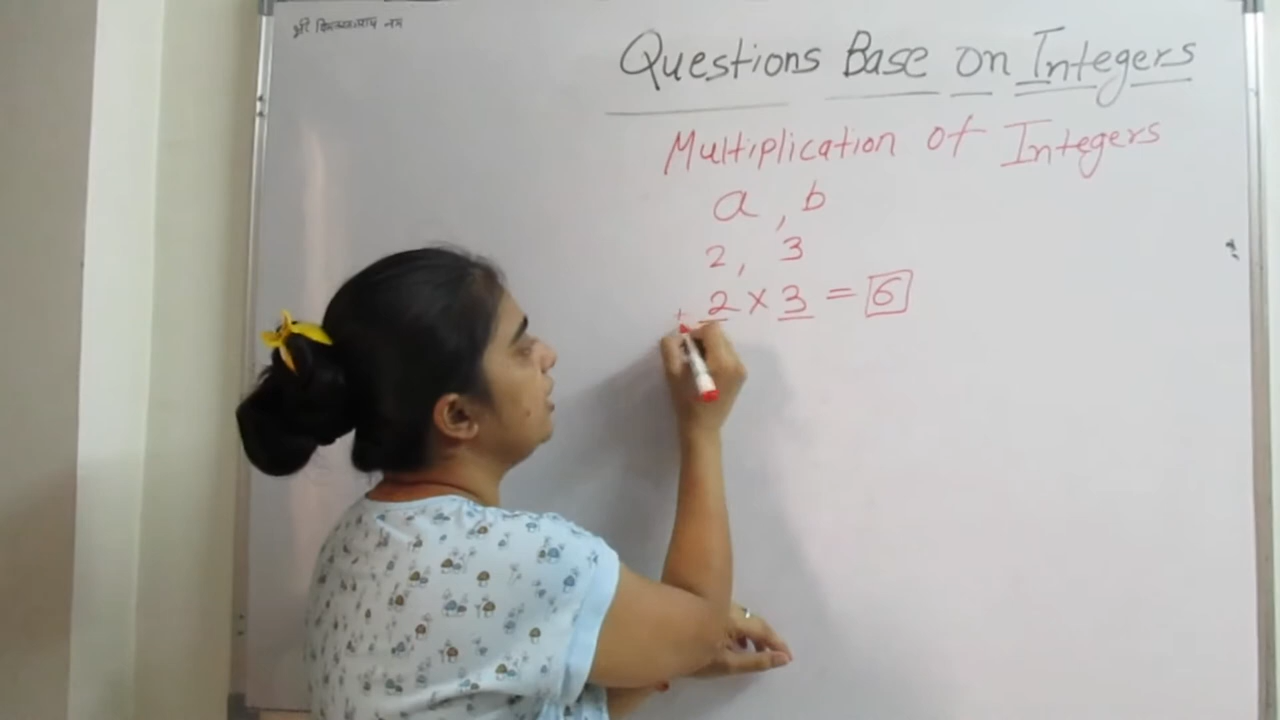 Questions Base on Integers
Multiplication of Integers
a, b
2, 3
+ 2 × 3 = 6